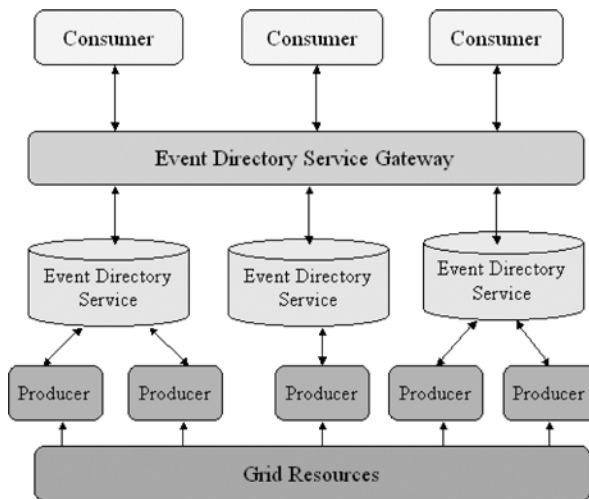 Consumer
Consumer
Consumer
Event Directory Service Gateway
Event Directory
Service
Event Directory
Service
Event Directory
Service
Producer
Producer
Producer
Producer
Producer
Grid Resources